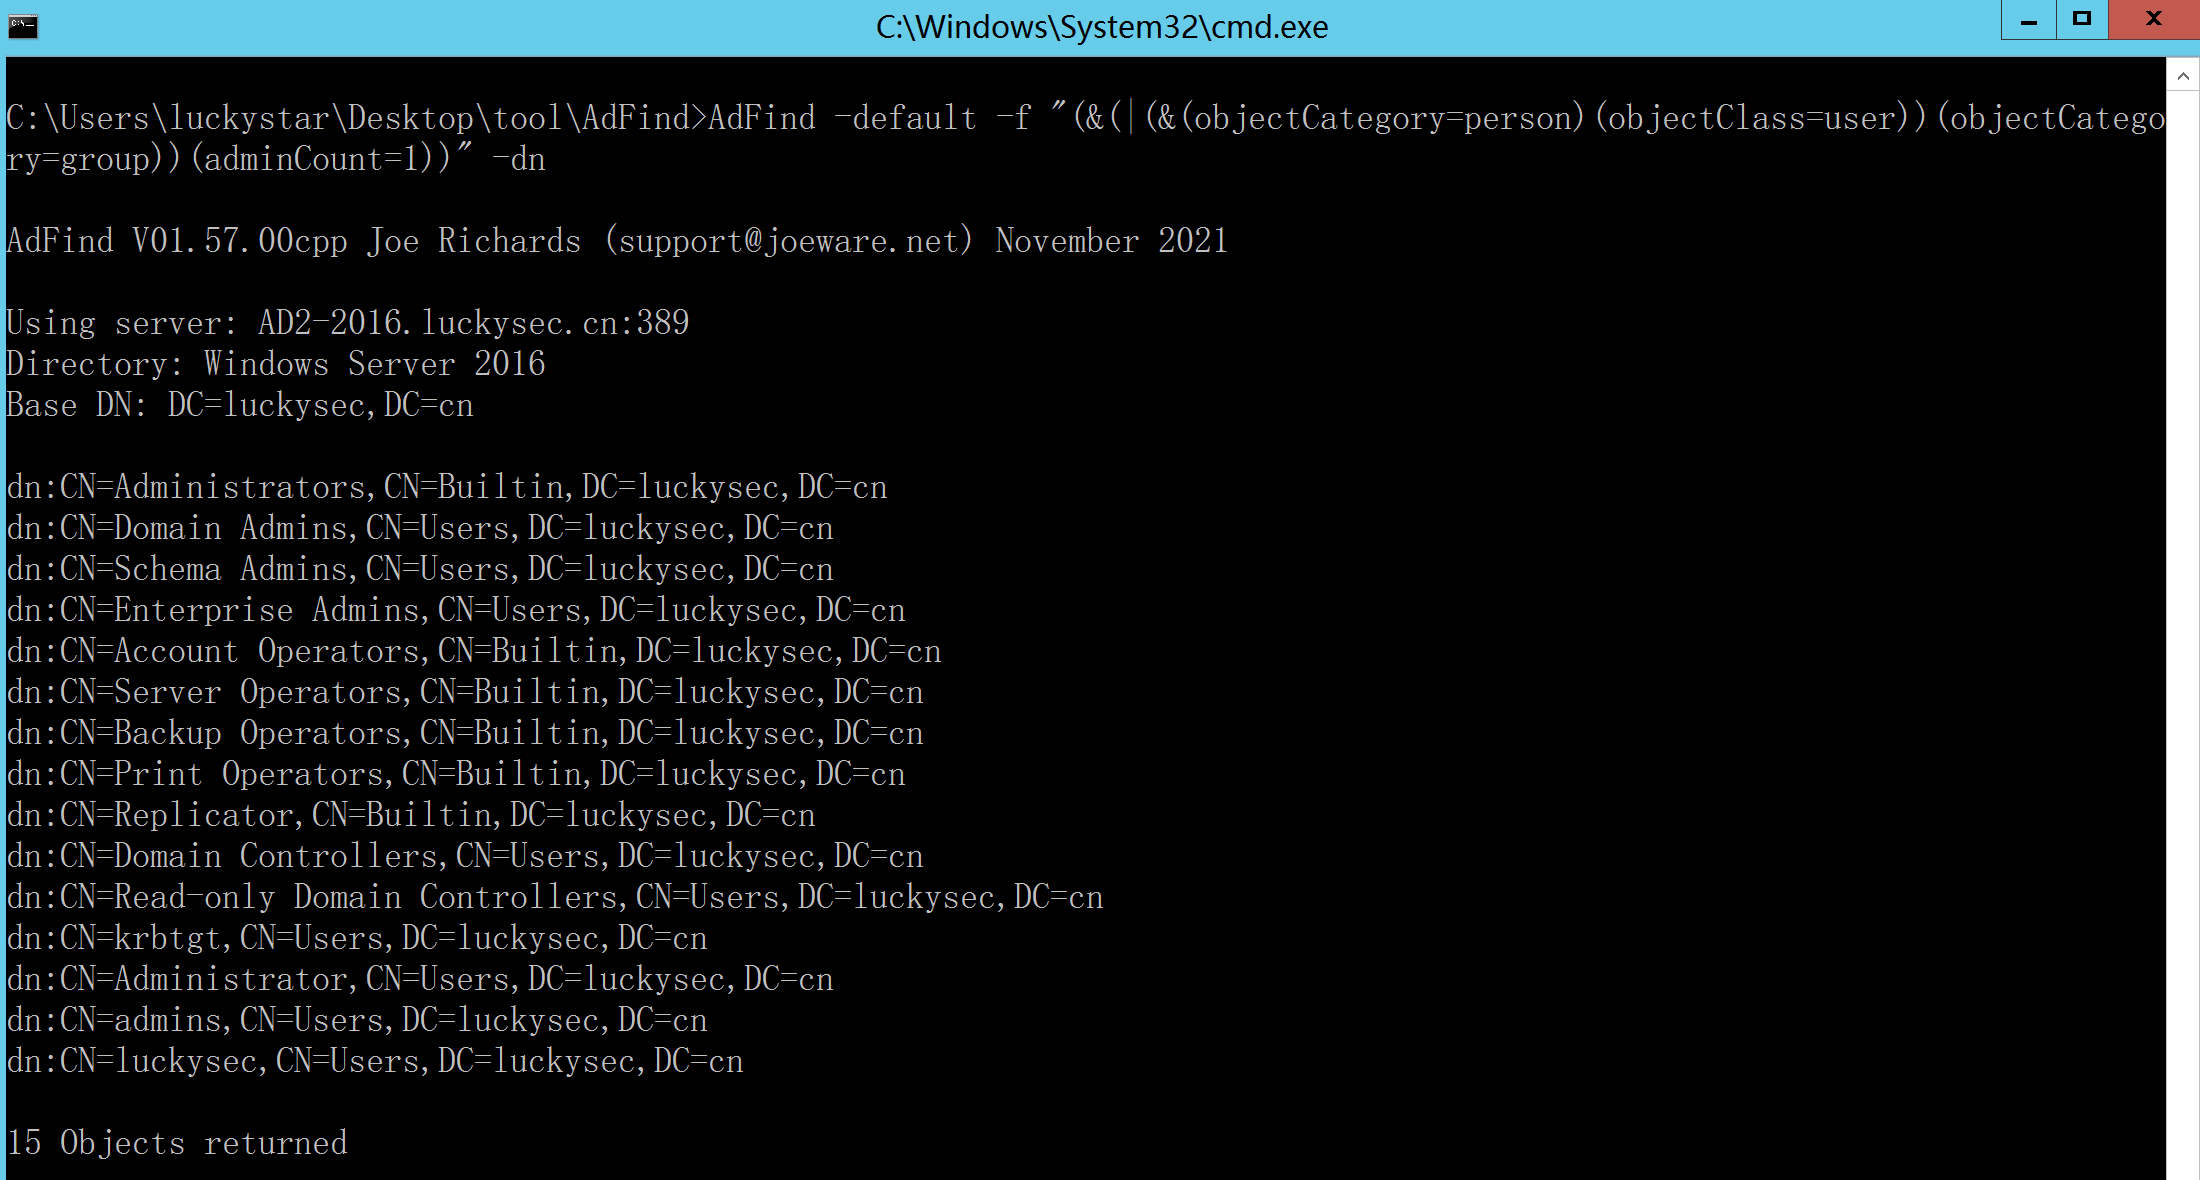 C:\Windows\System32\cmd.exe
C:\Users\luckystar\Desktop\tool\AdFind>AdFind -default -f "(&(|(&(objectCategory=person)(objectClass=user))(objectCatego
ry=group))(adminCount=1))" -dn
AdFind V01.57.00cpp Joe Richards (support@joeware.net) November 2021
Using server: AD2-2016.luckysec.cn:389
Directory: Windows Server 2016
Base DN: DC=luckysec,DC=cn
dn:CN=Administrators,CN=Builtin,DC=luckysec,DC=cn
dn:CN=Domain Admins,CN=Users,DC=luckysec,DC=cn
dn:CN=Schema Admins,CN=Users,DC=luckysec,DC=cn
dn:CN=Enterprise Admins,CN=Users,DC=luckysec,DC=cn
dn:CN=Account Operators,CN=Builtin,DC=luckysec,DC=cn
dn:CN=Server Operators,CN=Builtin,DC=luckysec,DC=cn
dn:CN=Backup Operators,CN=Builtin,DC=luckysec,DC=cn
dn:CN=Print Operators,CN=Builtin,DC=luckysec,DC=cn
dn:CN=Replicator,CN=Builtin,DC=luckysec,DC=cn
dn:CN=Domain Controllers,CN=Users,DC=luckysec,DC=cn
dn:CN=Read-only Domain Controllers,CN=Users,DC=luckysec,DC=cn
dn:CN=krbtgt,CN=Users,DC=luckysec,DC=cn
dn:CN=Administrator,CN=Users,DC=luckysec,DC=cn
dn:CN=admins,CN=Users,DC=luckysec,DC=cn
dn:CN=luckysec,CN=Users,DC=luckysec,DC=cn
15 Objects returned